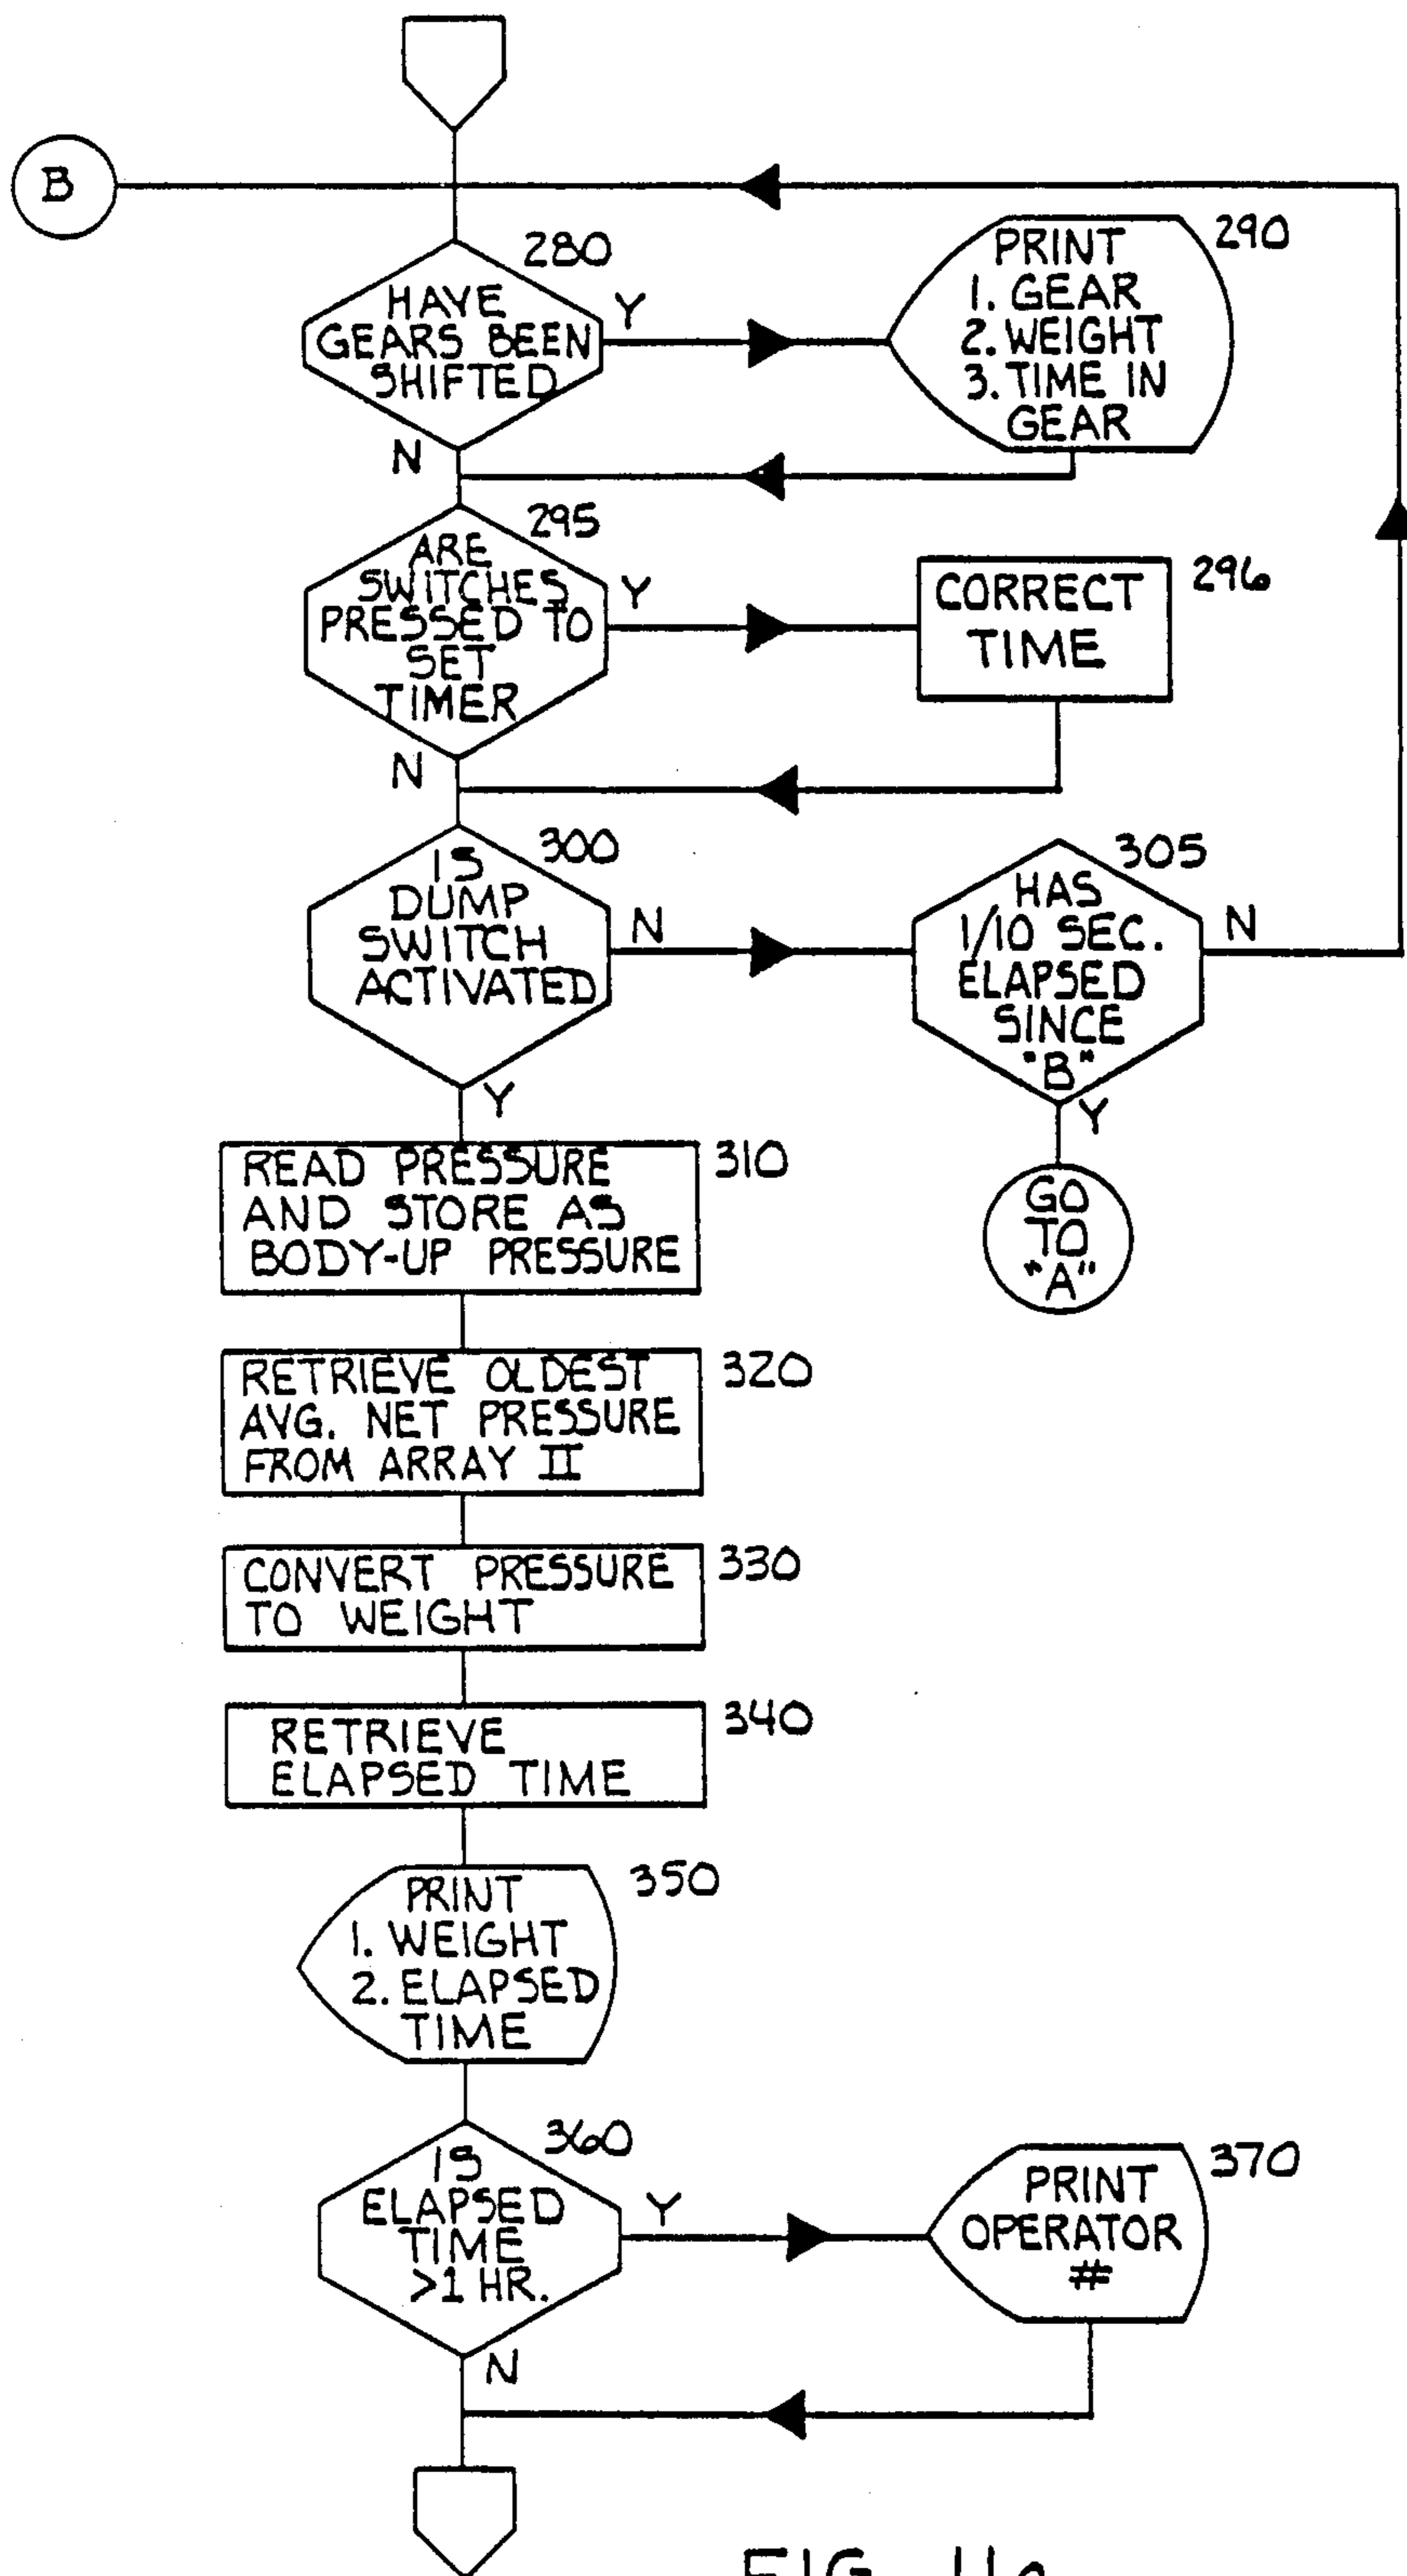 B
280
HAVE
GEARS BEEN
SHIFTED
Y
N
290
PRINT
1. GEAR
2. WEIGHT
3. TIME IN
GEAR
295
ARE
SWITCHES
PRESSED TO
SET
TIMER
Y
N
296
CORRECT
TIME
300
IS
DUMP
SWITCH
ACTIVATED
N
Y
305
HAS
1/10 SEC.
ELAPSED
SINCE
"B"
N
Y
GO
TO
"A"
310
READ PRESSURE
AND STORE AS
BODY-UP PRESSURE
320
RETRIEVE OLDEST
AVG. NET PRESSURE
FROM ARRAY II
330
CONVERT PRESSURE
TO WEIGHT
340
RETRIEVE
ELAPSED TIME
350
PRINT
1. WEIGHT
2. ELAPSED
TIME
360
IS
ELAPSED
TIME
>1 HR.
Y
N
370
PRINT
OPERATOR
#
FIG.